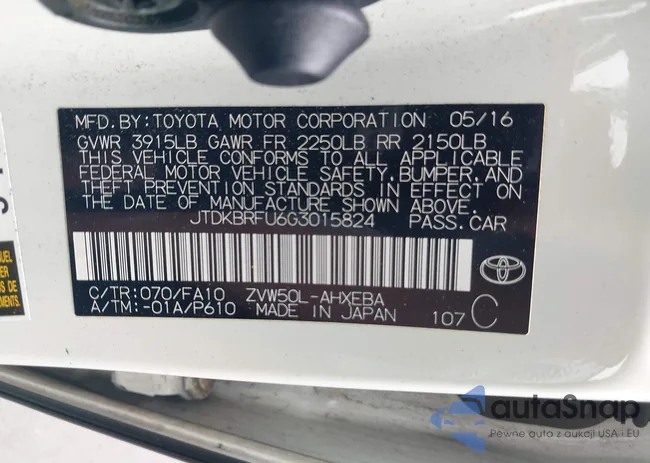 MFD. BY: TOYOTA MOTOR CORPORATION 05/16
GVWR 3915LB GAWR FR 2250LB RR 2150LB
THIS VEHICLE CONFORMS TO ALL APPLICABLE
FEDERAL MOTOR VEHICLE SAFETY, BUMPER, AND
THEFT PREVENTION STANDARDS IN EFFECT ON
THE DATE OF MANUFACTURE SHOWN ABOVE.
JTDKBRFU6G3015824 PASS. CAR
C/TR: 070/FA10 ZVW50L-AHXEBA
A/TM: -01A/P610 MADE IN JAPAN 107 C
autoSnap
Pewne auta z aukcji USA i EU